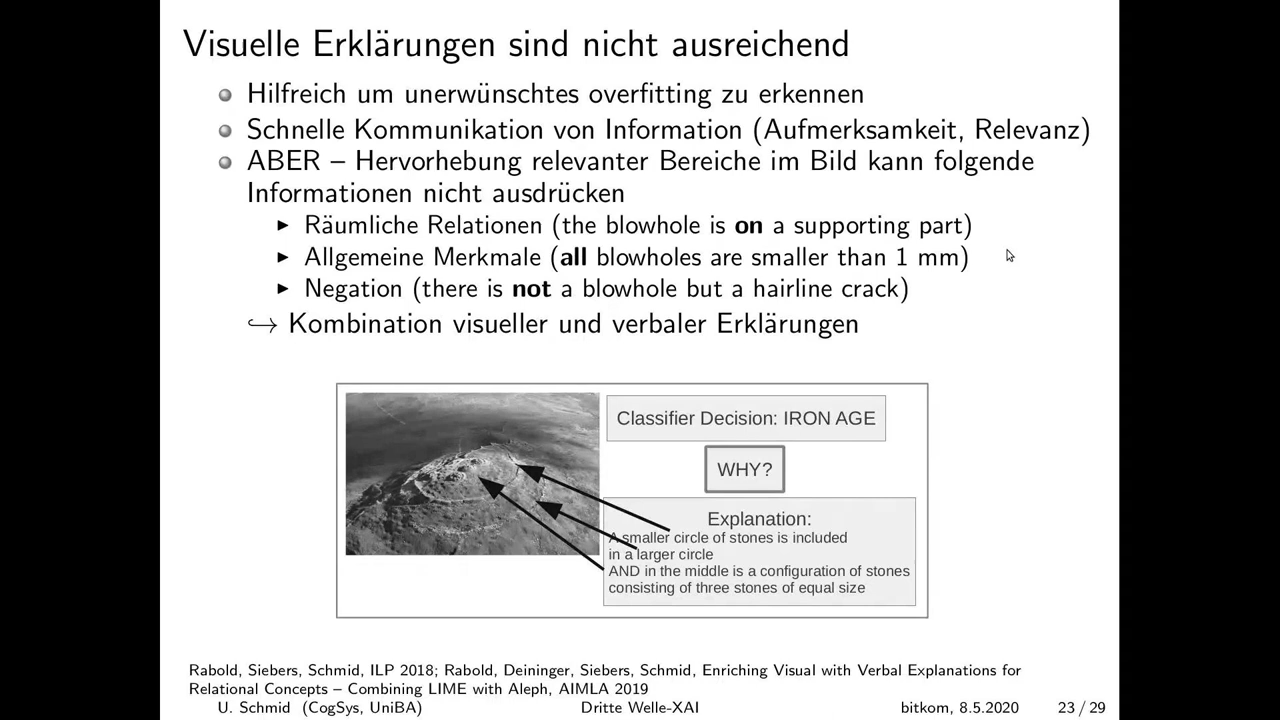 Visuelle Erklärungen sind nicht ausreichend
Hilfreich um unerwünschtes overfitting zu erkennen
Schnelle Kommunikation von Information (Aufmerksamkeit, Relevanz)
ABER – Hervorhebung relevanter Bereiche im Bild kann folgende
Informationen nicht ausdrücken
Räumliche Relationen (the blowhole is on a supporting part)
Allgemeine Merkmale (all blowholes are smaller than 1 mm)
Negation (there is not a blowhole but a hairline crack)
↪ Kombination visueller und verbaler Erklärungen
Classifier Decision: IRON AGE
WHY?
Explanation:
A smaller circle of stones is included
in a larger circle
AND in the middle is a configuration of stones
consisting of three stones of equal size
Rabold, Siebers, Schmid, ILP 2018; Rabold, Deininger, Siebers, Schmid, Enriching Visual with Verbal Explanations for
Relational Concepts – Combining LIME with Aleph, AIMLA 2019
U. Schmid (CogSys, UniBA) Dritte Welle-XAI bitkom, 8.5.2020 23 / 29